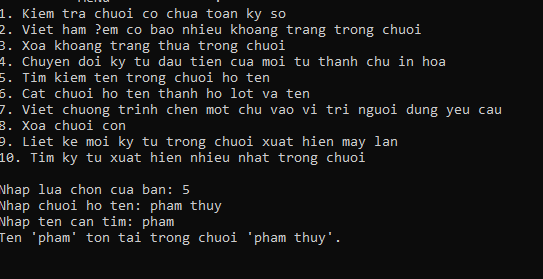 MENU
1. Kiem tra chuoi co chua toan ky so
2. Viet ham ?em co bao nhieu khoang trang trong chuoi
3. Xoa khoang trang thua trong chuoi
4. Chuyen doi ky tu dau tien cua moi tu thanh chu in hoa
5. Tim kiem ten trong chuoi ho ten
6. Cat chuoi ho ten thanh ho lot va ten
7. Viet chuong trinh chen mot chu vao vi tri nguoi dung yeu cau
8. Xoa chuoi con
9. Liet ke moi ky tu trong chuoi xuat hien may lan
10. Tim ky tu xuat hien nhieu nhat trong chuoi
Nhap lua chon cua ban: 5
Nhap chuoi ho ten: pham thuy
Nhap ten can tim: pham
Ten 'pham' ton tai trong chuoi 'pham thuy'.